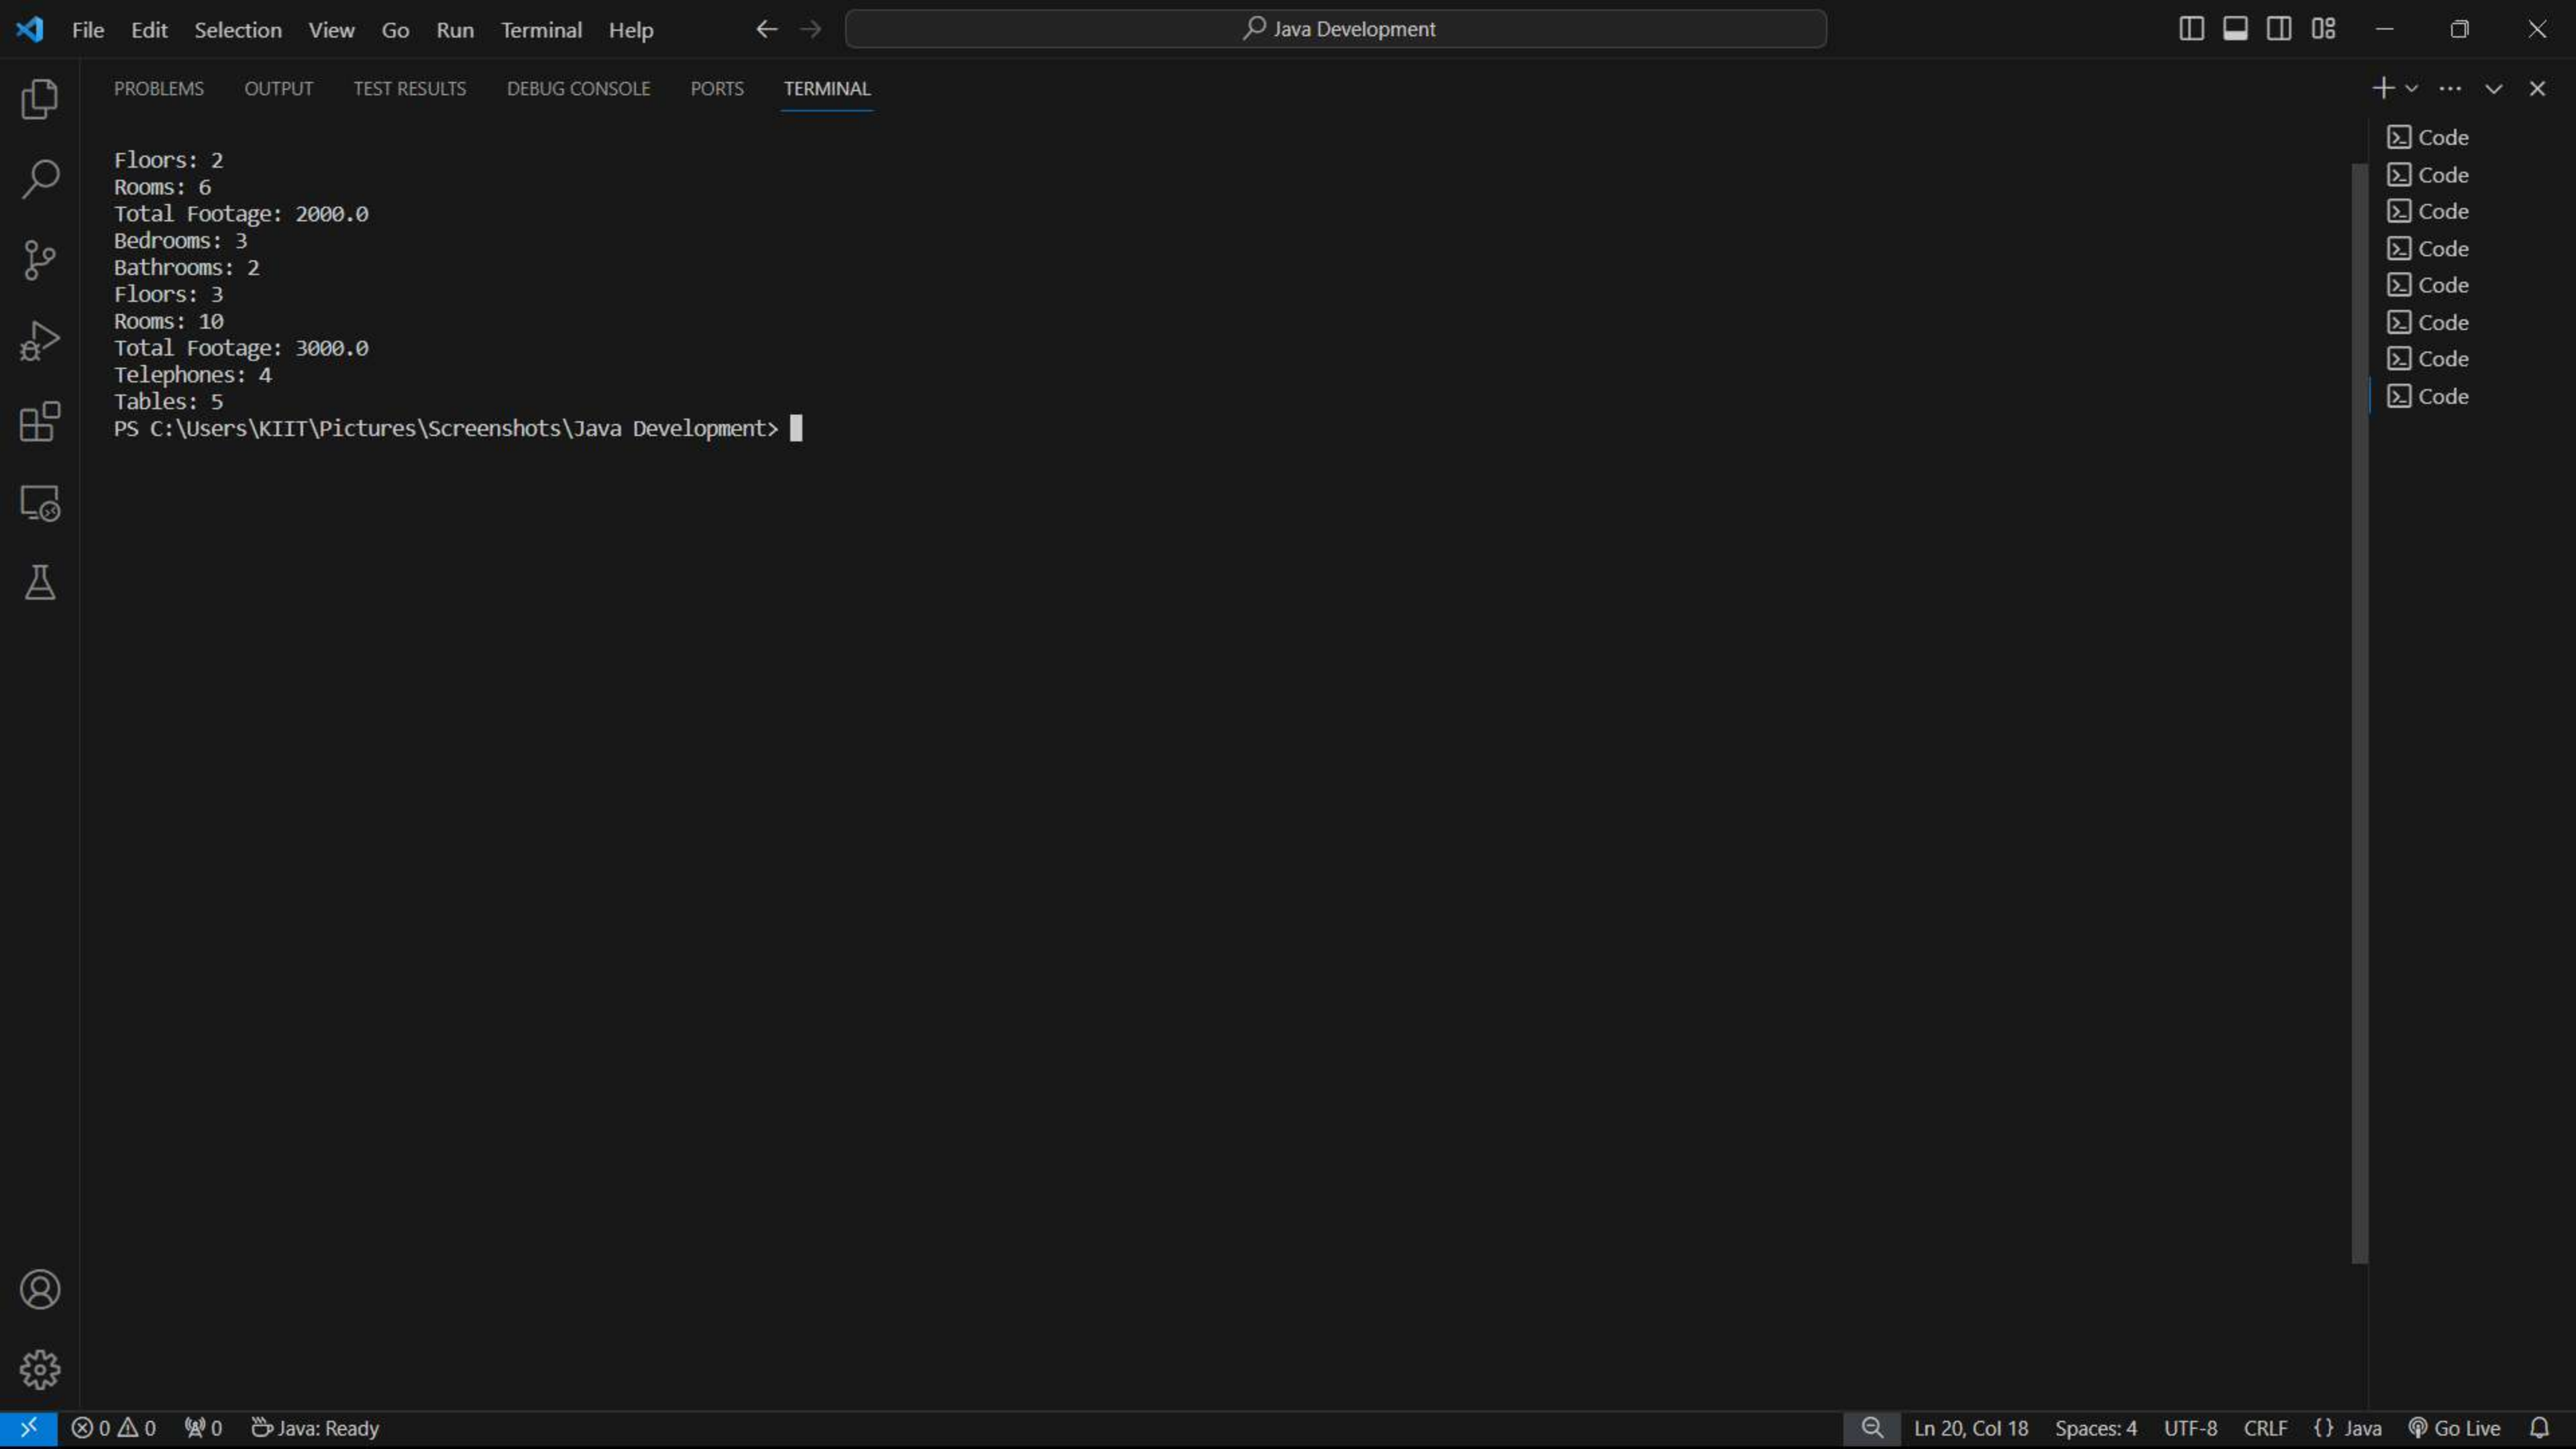 File Edit Selection View Go Run Terminal Help Java Development
PROBLEMS OUTPUT TEST RESULTS DEBUG CONSOLE PORTS TERMINAL
Floors: 2
Rooms: 6
Total Footage: 2000.0
Bedrooms: 3
Bathrooms: 2
Floors: 3
Rooms: 10
Total Footage: 3000.0
Telephones: 4
Tables: 5
PS C:\Users\KIIT\Pictures\Screenshots\Java Development>
Code
Code
Code
Code
Code
Code
Code
Code
0 0 0 Java: Ready Ln 20, Col 18 Spaces: 4 UTF-8 CRLF {} Java Go Live